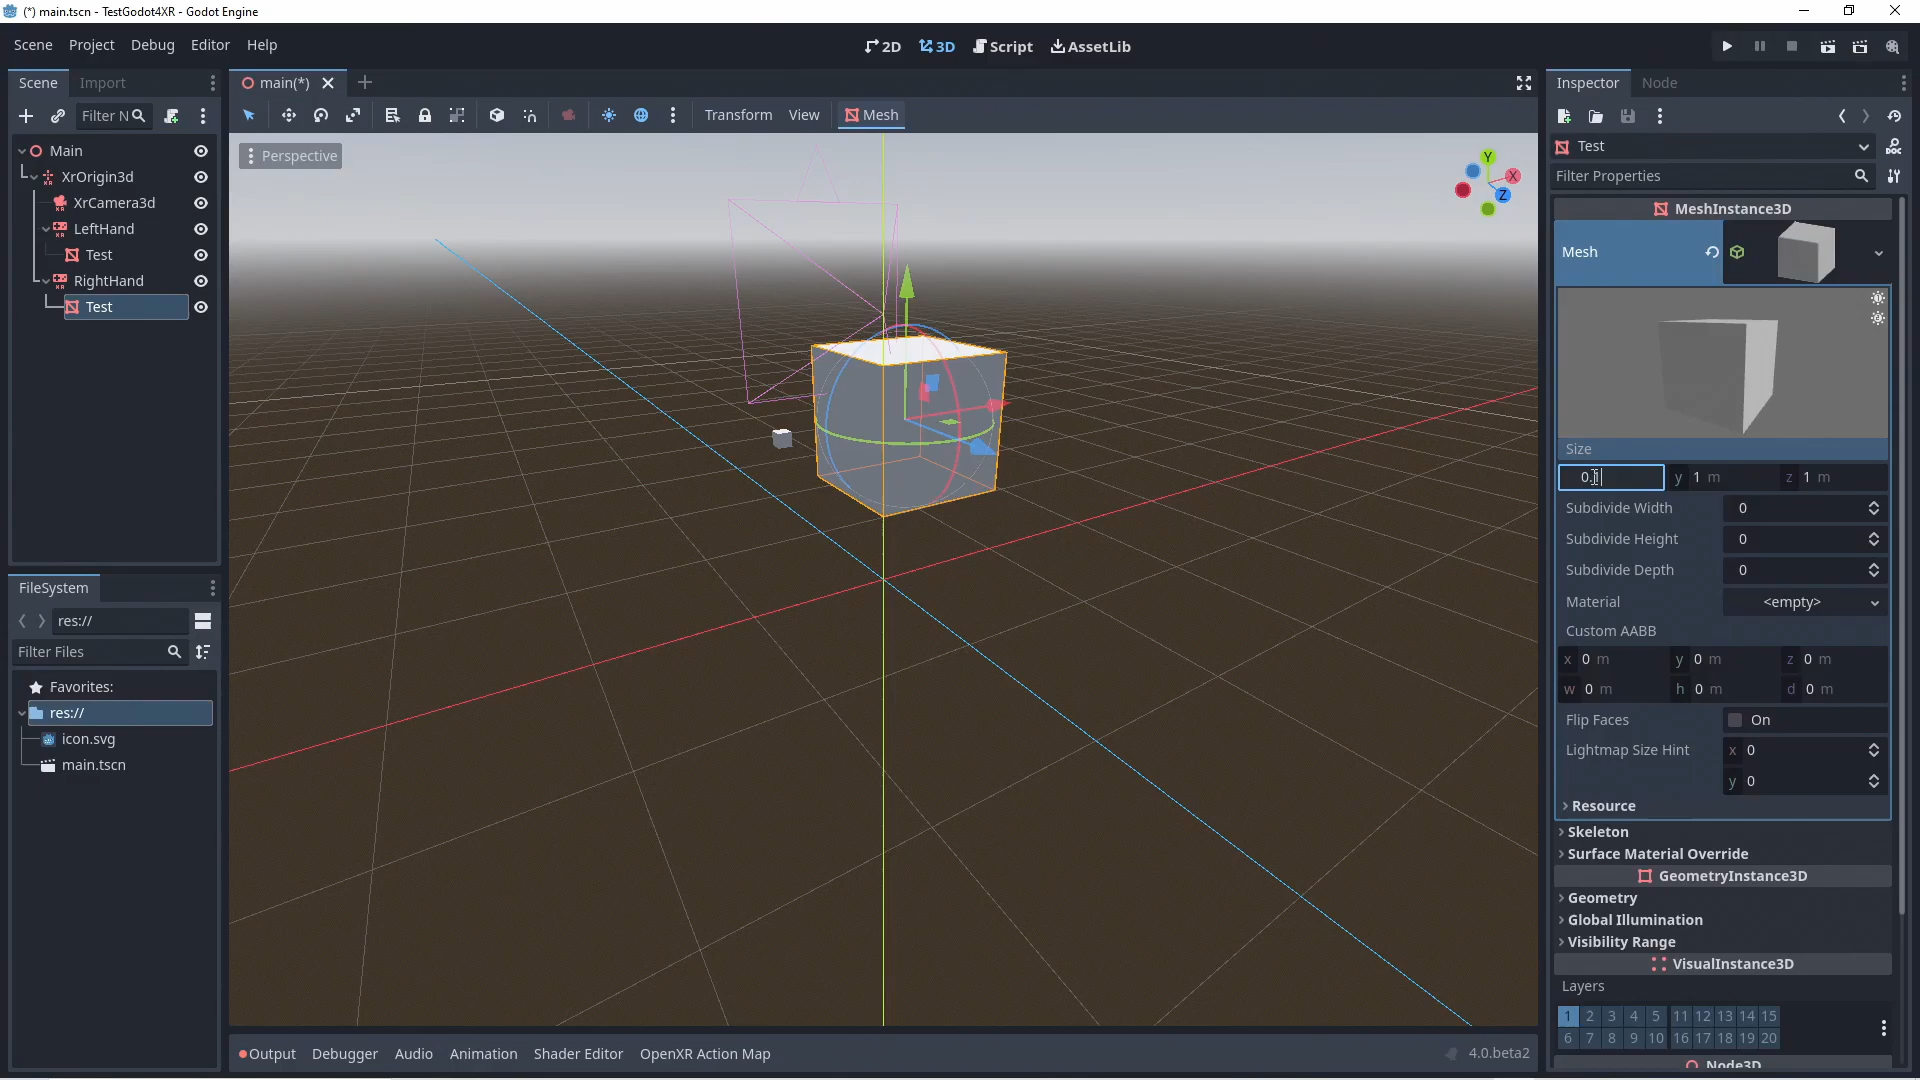 (*) main.tscn - TestGodot4XR - Godot Engine
Scene Project Debug Editor Help
2D 3D Script AssetLib
Scene Import
main(*)
Inspector Node
Filter N
Transform View Mesh
Test
Filter Properties
Perspective
Y
X
Z
Main
XrOrigin3d
XrCamera3d
LeftHand
Test
RightHand
Test
MeshInstance3D
Mesh
Size
0.1 y 1 m z 1 m
Subdivide Width 0
Subdivide Height 0
Subdivide Depth 0
Material <empty>
Custom AABB
x 0 m y 0 m z 0 m
w 0 m h 0 m d 0 m
Flip Faces On
Lightmap Size Hint x 0
y 0
Resource
Skeleton
Surface Material Override
GeometryInstance3D
Geometry
Global Illumination
Visibility Range
VisualInstance3D
Layers
1 2 3 4 5 11 12 13 14 15
6 7 8 9 10 16 17 18 19 20
Node3D
FileSystem
res://
Filter Files
Favorites:
res://
icon.svg
main.tscn
Output Debugger Audio Animation Shader Editor OpenXR Action Map
4.0.beta2